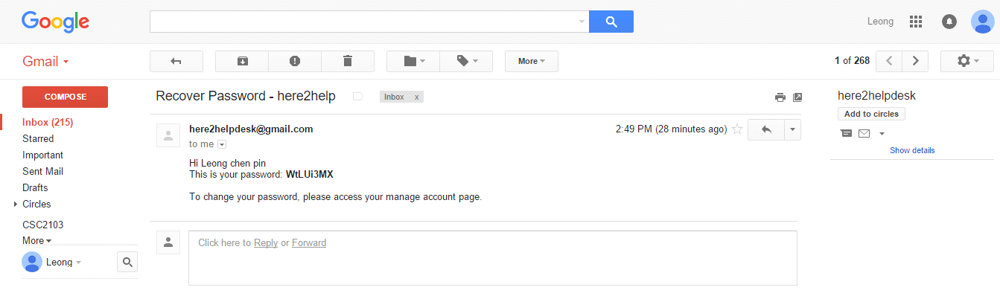 Google
Leong
Gmail
More
1 of 268
COMPOSE
Inbox (215)
Starred
Important
Sent Mail
Drafts
Circles
CSC2103
More
Leong
Recover Password - here2help
Inbox x
here2helpdesk@gmail.com
2:49 PM (28 minutes ago)
to me
Hi Leong chen pin
This is your password: WtLUi3MX
To change your password, please access your manage account page.
Click here to Reply or Forward
here2helpdesk
Add to circles
Show details